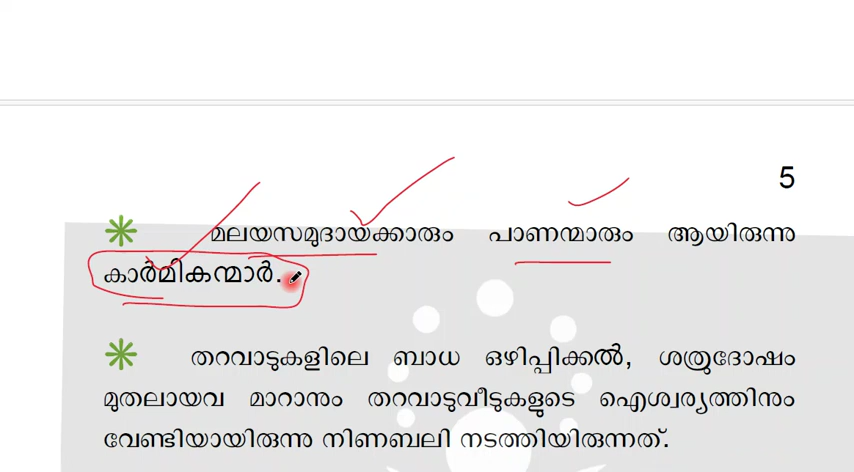 5
മലയസമുദായക്കാരും പാണന്മാരും ആയിരുന്നു
കാർമികന്മാർ.
തറവാടുകളിലെ ബാധ ഒഴിപ്പിക്കൽ, ശത്രുദോഷം
മുതലായവ മാറാനും തറവാടുവീടുകളുടെ ഐശ്വര്യത്തിനും
വേണ്ടിയായിരുന്നു നിണബലി നടത്തിയിരുന്നത്.